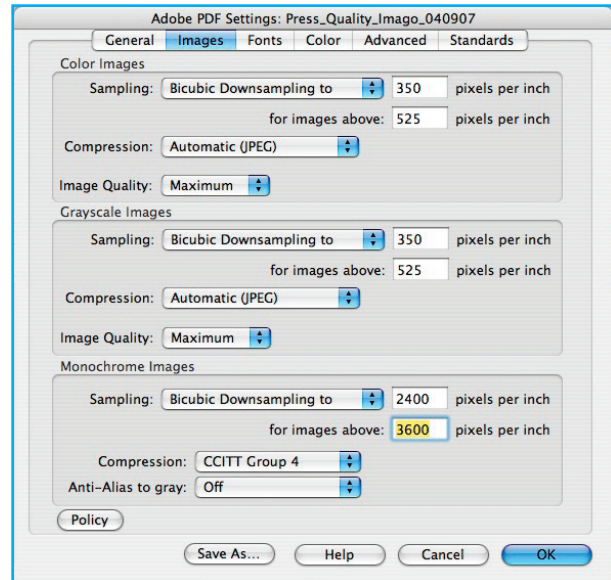 Adobe PDF Settings: Press_Quality_Imago_040907
General Images Fonts Color Advanced Standards
Color Images
Sampling: Bicubic Downsampling to 350 pixels per inch
for images above: 525 pixels per inch
Compression: Automatic (JPEG)
Image Quality: Maximum
Grayscale Images
Sampling: Bicubic Downsampling to 350 pixels per inch
for images above: 525 pixels per inch
Compression: Automatic (JPEG)
Image Quality: Maximum
Monochrome Images
Sampling: Bicubic Downsampling to 2400 pixels per inch
for images above: 3600 pixels per inch
Compression: CCITT Group 4
Anti-Alias to gray: Off
Policy
Save As... Help Cancel OK